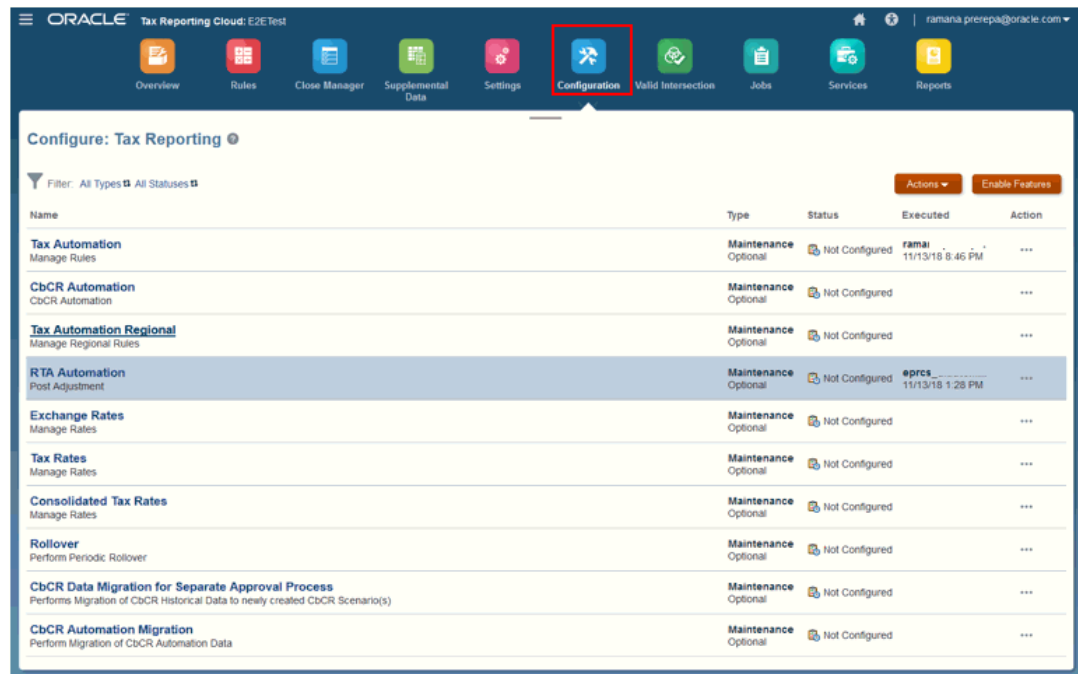 ORACLE Tax Reporting Cloud: E2ETest ramana.prerepa@oracle.com
Overview Rules Close Manager Supplemental Data Settings Configuration Valid Intersection Jobs Services Reports
Configure: Tax Reporting
Filter: All Types All Statuses Actions Enable Features
Name Type Status Executed Action
Tax Automation Maintenance
Manage Rules Optional Not Configured 11/13/18 8:46 PM ...
CbCR Automation Maintenance
CbCR Automation Optional Not Configured ...
Tax Automation Regional Maintenance
Manage Regional Rules Optional Not Configured ...
RTA Automation Maintenance
Post Adjustment Optional Not Configured 11/13/18 1:28 PM ...
Exchange Rates Maintenance
Manage Rates Optional Not Configured ...
Tax Rates Maintenance
Manage Rates Optional Not Configured ...
Consolidated Tax Rates Maintenance
Manage Rates Optional Not Configured ...
Rollover Maintenance
Perform Periodic Rollover Optional Not Configured ...
CbCR Data Migration for Separate Approval Process Maintenance
Performs Migration of CbCR Historical Data to newly created CbCR Scenario(s) Optional Not Configured ...
CbCR Automation Migration Maintenance
Perform Migration of CbCR Automation Data Optional Not Configured ...